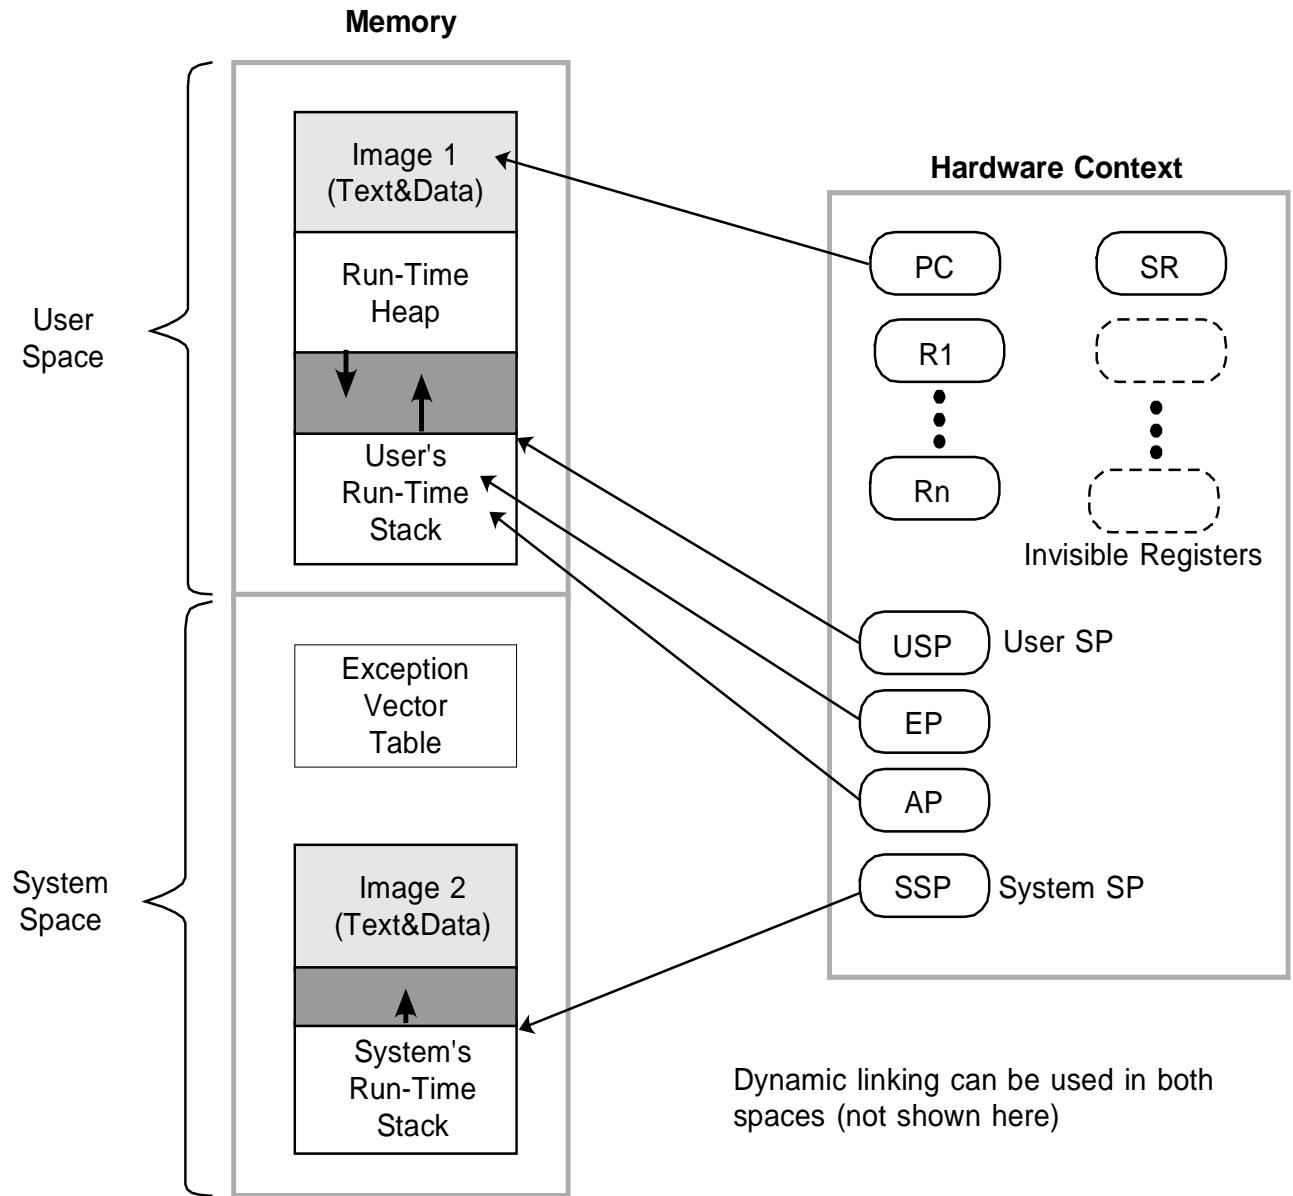 Memory
Image 1
(Text&Data)
Run-Time
Heap
User's
Run-Time
Stack
User
Space
Exception
Vector
Table
Image 2
(Text&Data)
System's
Run-Time
Stack
System
Space
Hardware Context
PC
SR
R1
Rn
Invisible Registers
USP
User SP
EP
AP
SSP
System SP
Dynamic linking can be used in both
spaces (not shown here)